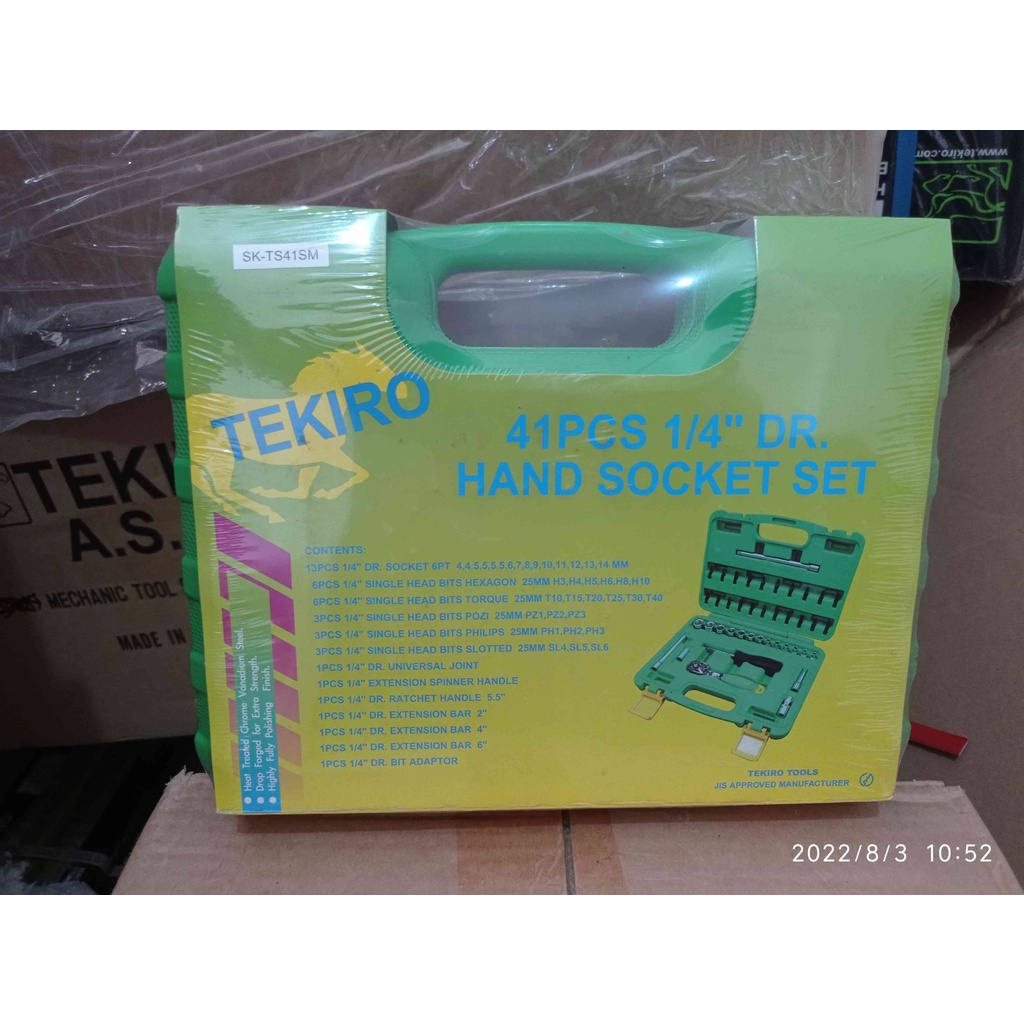 www.tekiro.com
SK-TS41SM
TEKIRO
41PCS 1/4" DR.
HAND SOCKET SET
CONTENTS:
13PCS 1/4" DR. SOCKET 6PT 4,4.5,5,5.5,6,7,8,9,10,11,12,13,14 MM
6PCS 1/4" SINGLE HEAD BITS HEXAGON 25MM H3,H4,H5,H6,H8,H10
6PCS 1/4" SINGLE HEAD BITS TORQUE 25MM T10,T15,T20,T25,T30,T40
3PCS 1/4" SINGLE HEAD BITS POZI 25MM PZ1,PZ2,PZ3
3PCS 1/4" SINGLE HEAD BITS PHILIPS 25MM PH1,PH2,PH3
3PCS 1/4" SINGLE HEAD BITS SLOTTED 25MM SL4,SL5,SL6
1PCS 1/4" DR. UNIVERSAL JOINT
1PCS 1/4" EXTENSION SPINNER HANDLE
1PCS 1/4" DR. RATCHET HANDLE 5.5"
1PCS 1/4" DR. EXTENSION BAR 2"
1PCS 1/4" DR. EXTENSION BAR 4"
1PCS 1/4" DR. EXTENSION BAR 6"
1PCS 1/4" DR. BIT ADAPTOR
Heat Treated Chrome Vanadium Steel.
Drop Forged for Extra Strength.
Highly Fully Polishing Finish.
TEKIRO TOOLS
JIS APPROVED MANUFACTURER
TEKI
A.S.
MECHANIC TOOL
MADE IN
2022/8/3 10:52